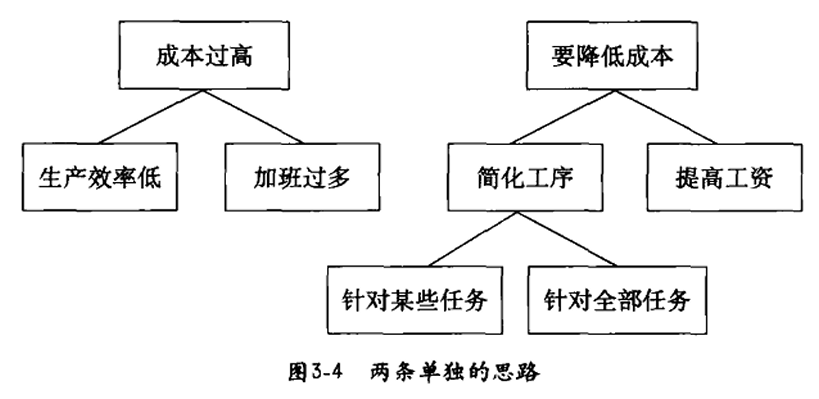 成本过高
要降低成本
生产效率低
加班过多
简化工序
提高工资
针对某些任务
针对全部任务
图3-4 两条单独的思路